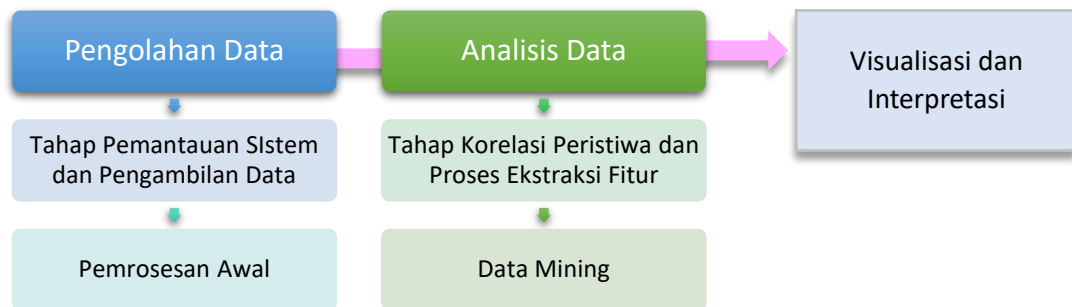 Pengolahan Data
Tahap Pemantauan SIstem
dan Pengambilan Data
Pemrosesan Awal
Analisis Data
Tahap Korelasi Peristiwa dan
Proses Ekstraksi Fitur
Data Mining
Visualisasi dan
Interpretasi